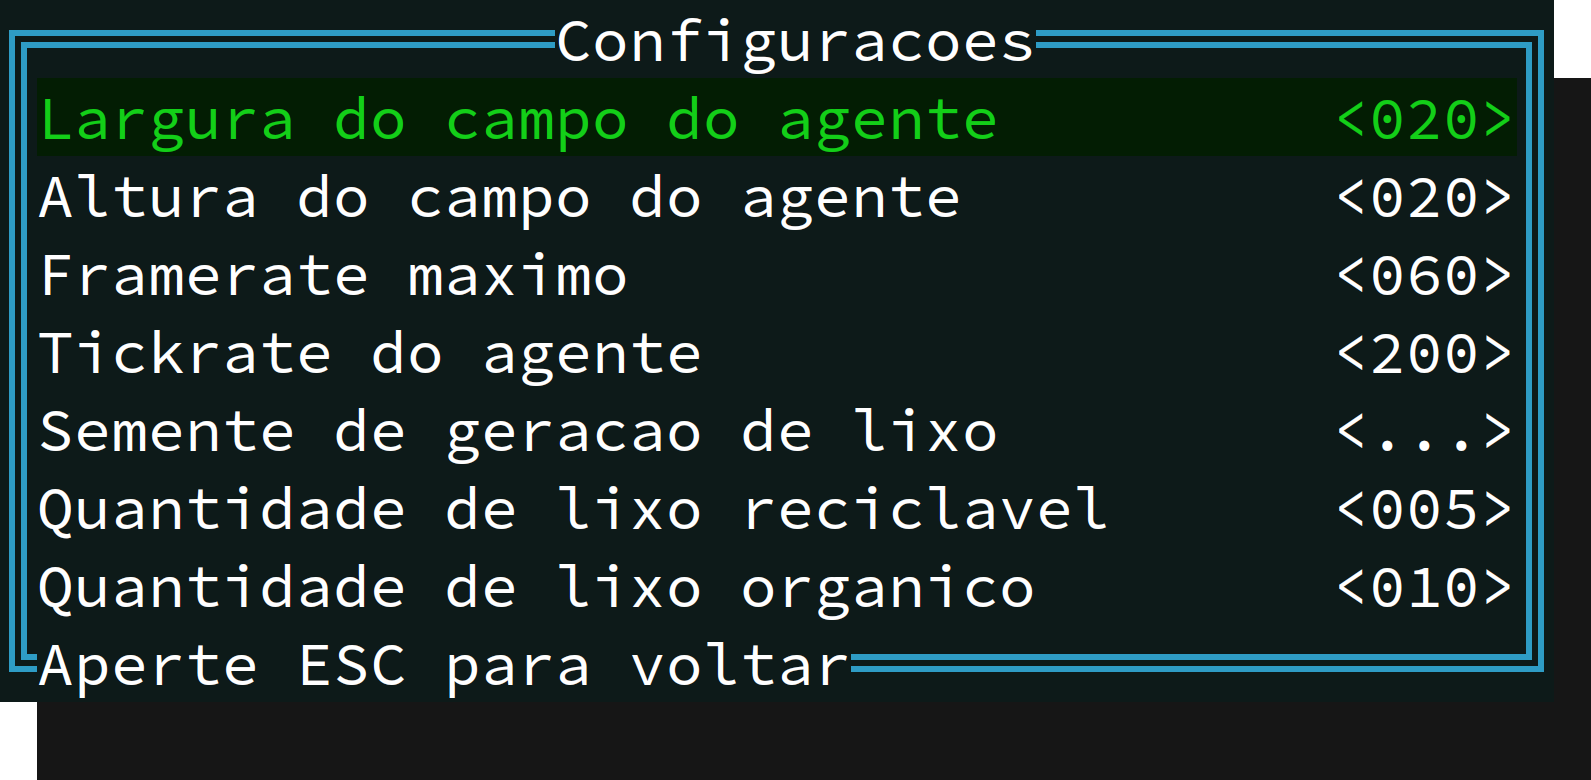 Configuracoes
Largura do campo do agente <020>
Altura do campo do agente <020>
Framerate maximo <060>
Tickrate do agente <200>
Semente de geracao de lixo <...>
Quantidade de lixo reciclavel <005>
Quantidade de lixo organico <010>
Aperte ESC para voltar